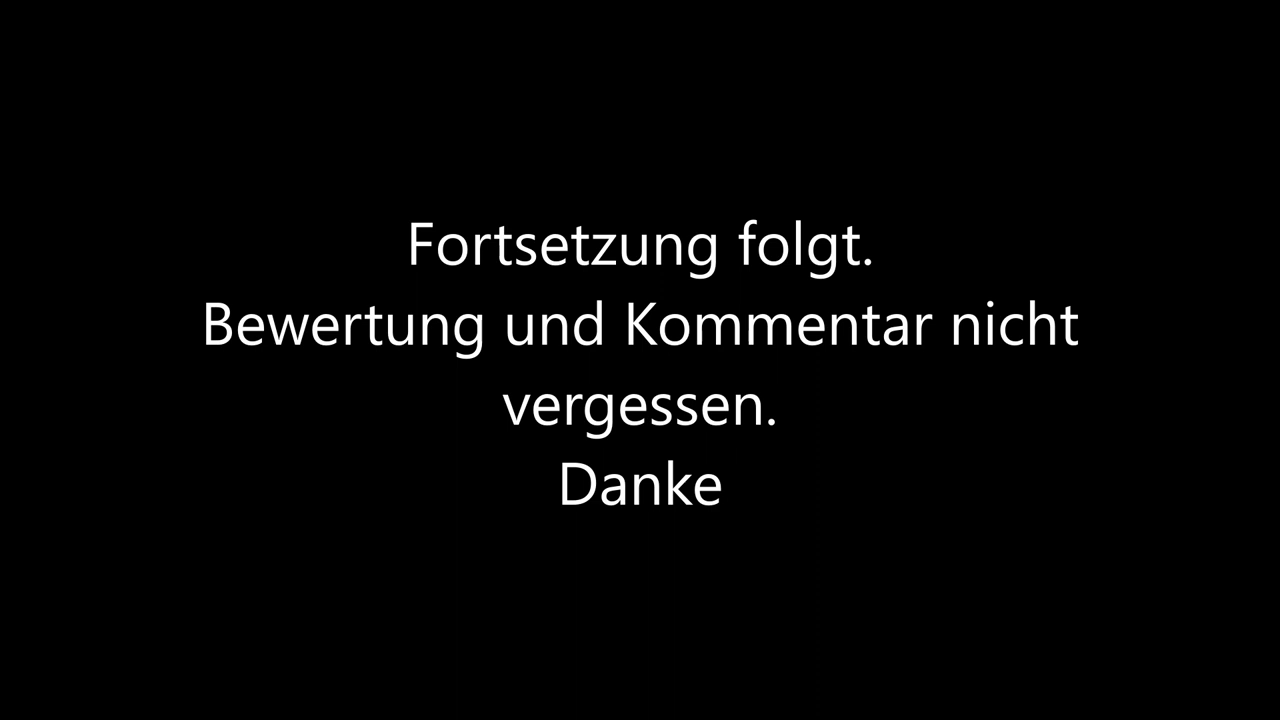 Fortsetzung folgt.
Bewertung und Kommentar nicht
vergessen.
Danke